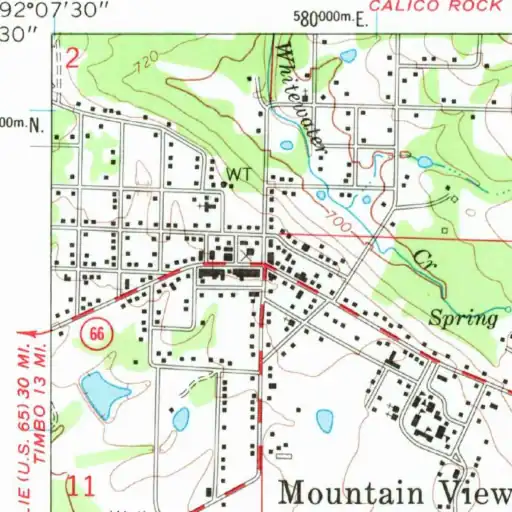 92°07'30"
580000m. E.
CALICO ROCK
30"
2
720
Whitewater
00m. N.
WT
700
Cr
Spring
66
LIE (U.S. 65) 30 MI.
TIMBO 13 MI.
11
Mountain View